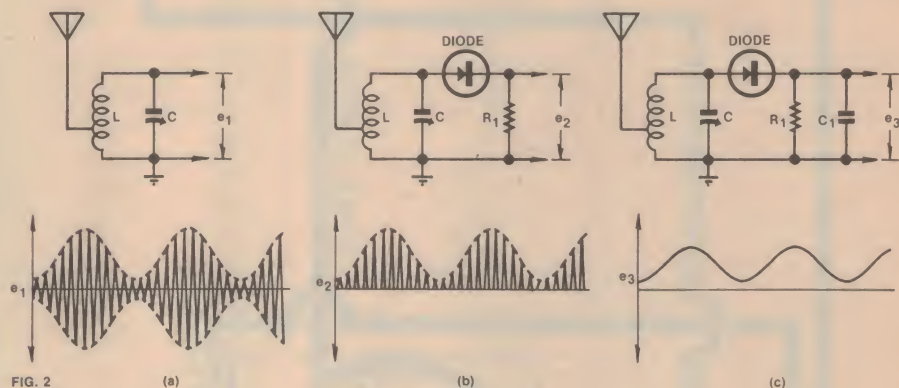 DIODE
DIODE
L
C
e1
L
C
R1
e2
L
C
R1
C1
e3
e1
e2
e3
FIG. 2
(a)
(b)
(c)